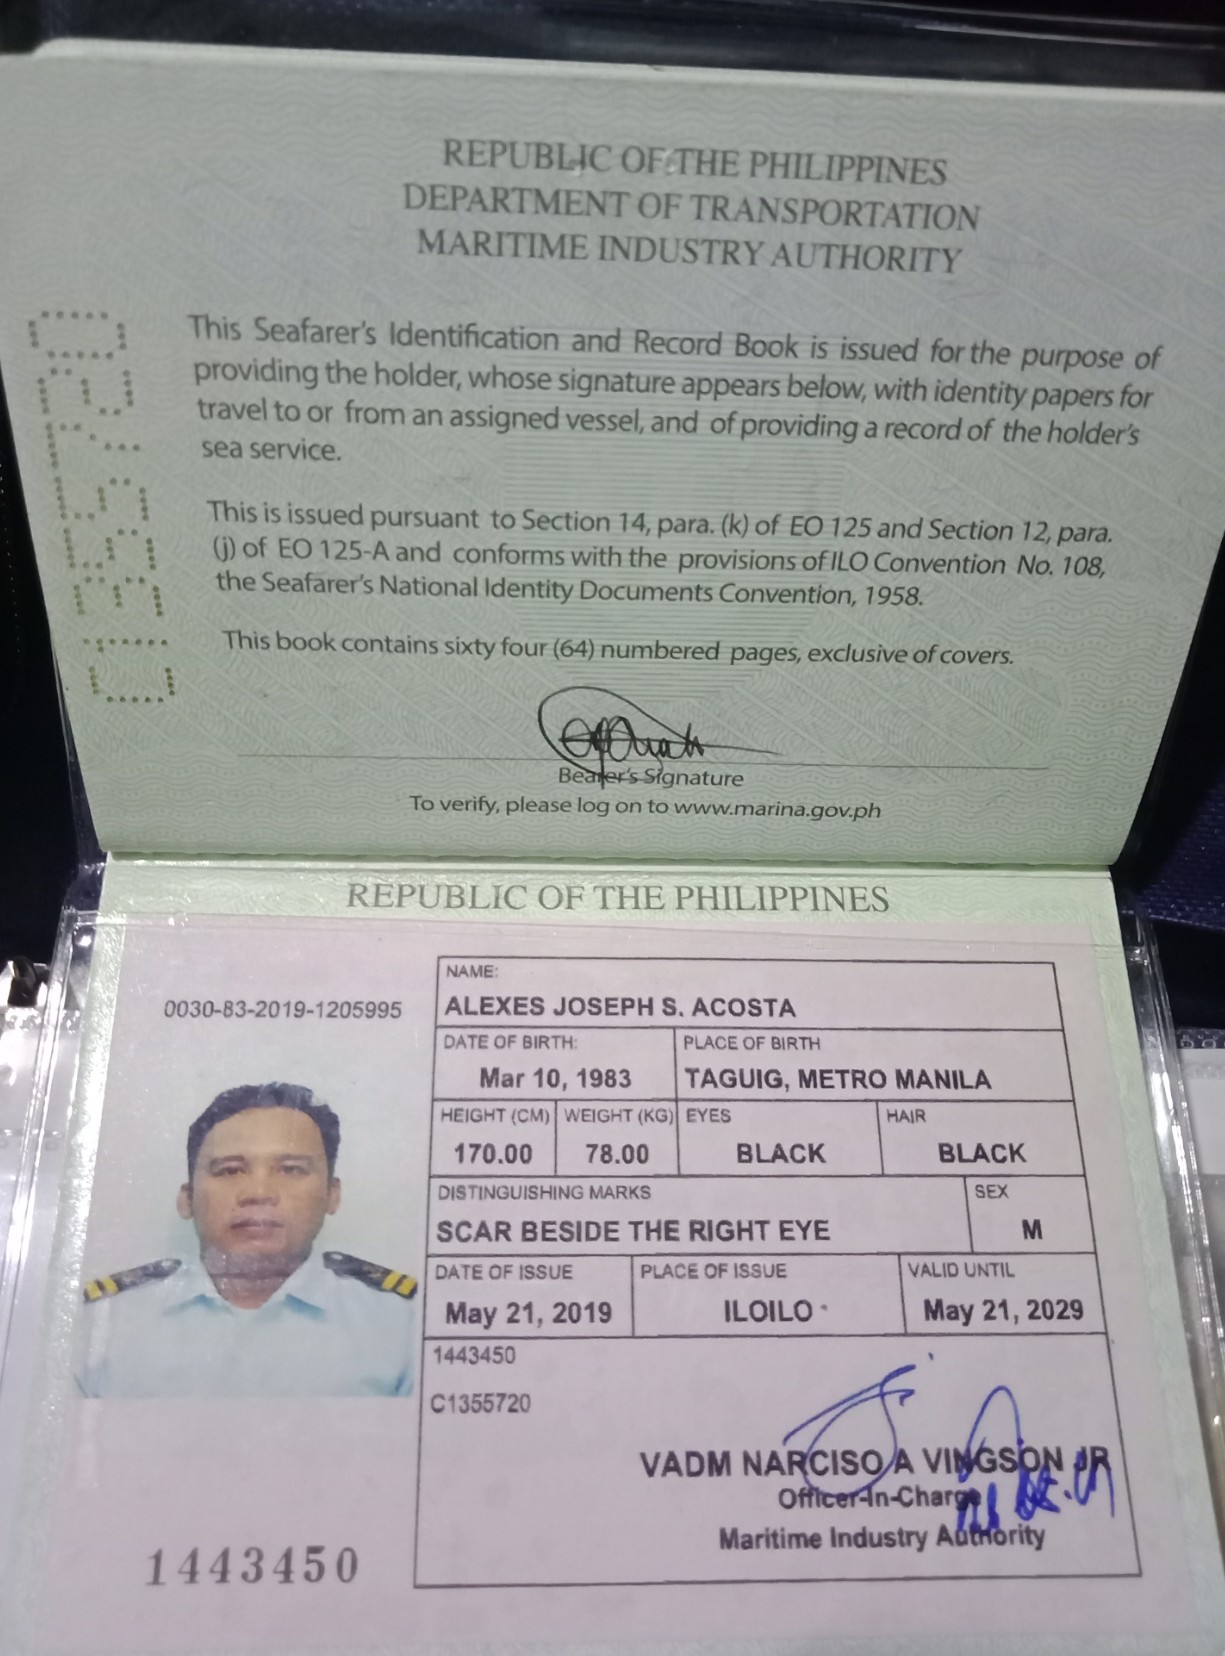 REPUBLIC OF THE PHILIPPINES
DEPARTMENT OF TRANSPORTATION
MARITIME INDUSTRY AUTHORITY
This Seafarer's Identification and Record Book is issued for the purpose of
providing the holder, whose signature appears below, with identity papers for
travel to or from an assigned vessel, and of providing a record of the holder's
sea service.
This is issued pursuant to Section 14, para. (k) of EO 125 and Section 12, para.
(j) of EO 125-A and conforms with the provisions of ILO Convention No. 108,
the Seafarer's National Identity Documents Convention, 1958.
This book contains sixty four (64) numbered pages, exclusive of covers.
Bearer's Signature
To verify, please log on to www.marina.gov.ph
REPUBLIC OF THE PHILIPPINES
0030-83-2019-1205995
NAME:
ALEXES JOSEPH S. ACOSTA
DATE OF BIRTH: PLACE OF BIRTH
Mar 10, 1983 TAGUIG, METRO MANILA
HEIGHT (CM) WEIGHT (KG) EYES HAIR
170.00 78.00 BLACK BLACK
DISTINGUISHING MARKS SEX
SCAR BESIDE THE RIGHT EYE M
DATE OF ISSUE PLACE OF ISSUE VALID UNTIL
May 21, 2019 ILOILO May 21, 2029
1443450
C1355720
VADM NARCISO A VINGSON JR
Officer-In-Charge
Maritime Industry Authority
1443450